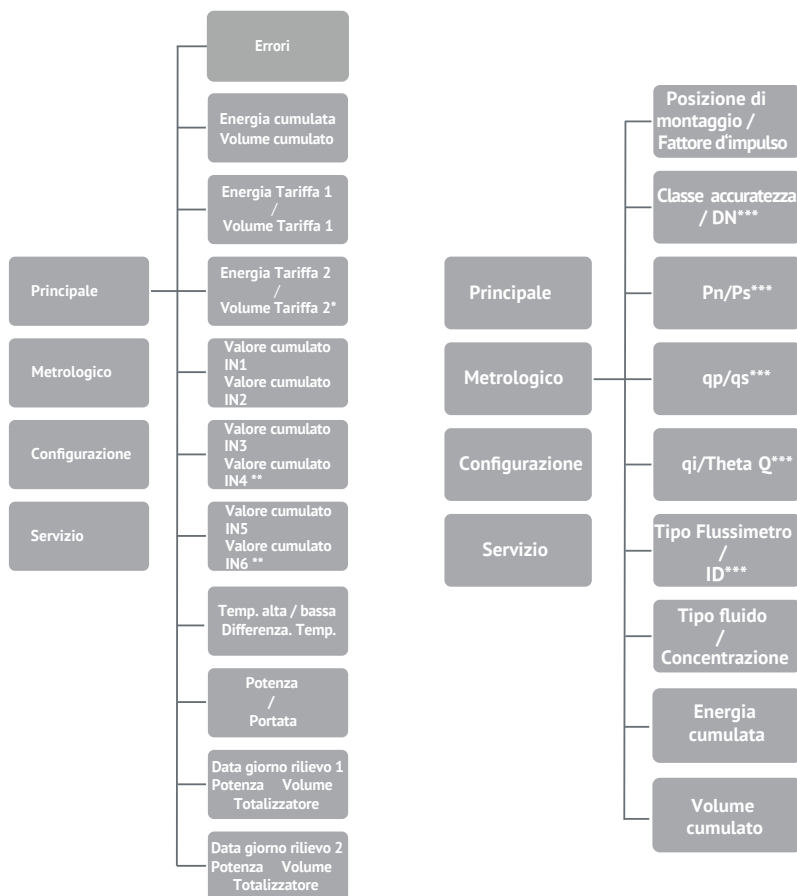 Errori
Energia cumulata
Volume cumulato
Energia Tariffa 1
/
Volume Tariffa 1
Energia Tariffa 2
/
Volume Tariffa 2*
Valore cumulato
IN1
Valore cumulato
IN2
Valore cumulato
IN3
Valore cumulato
IN4 **
Valore cumulato
IN5
Valore cumulato
IN6 **
Temp. alta / bassa
Differenza. Temp.
Potenza
/
Portata
Data giorno rilievo 1
Potenza Volume
Totalizzatore
Data giorno rilievo 2
Potenza Volume
Totalizzatore
Principale
Metrologico
Configurazione
Servizio
Principale
Metrologico
Configurazione
Servizio
Posizione di
montaggio /
Fattore d‘impulso
Classe accuratezza
/ DN***
Pn/Ps***
qp/qs***
qi/Theta Q***
Tipo Flussimetro
/
ID***
Tipo fluido
/
Concentrazione
Energia
cumulata
Volume
cumulato